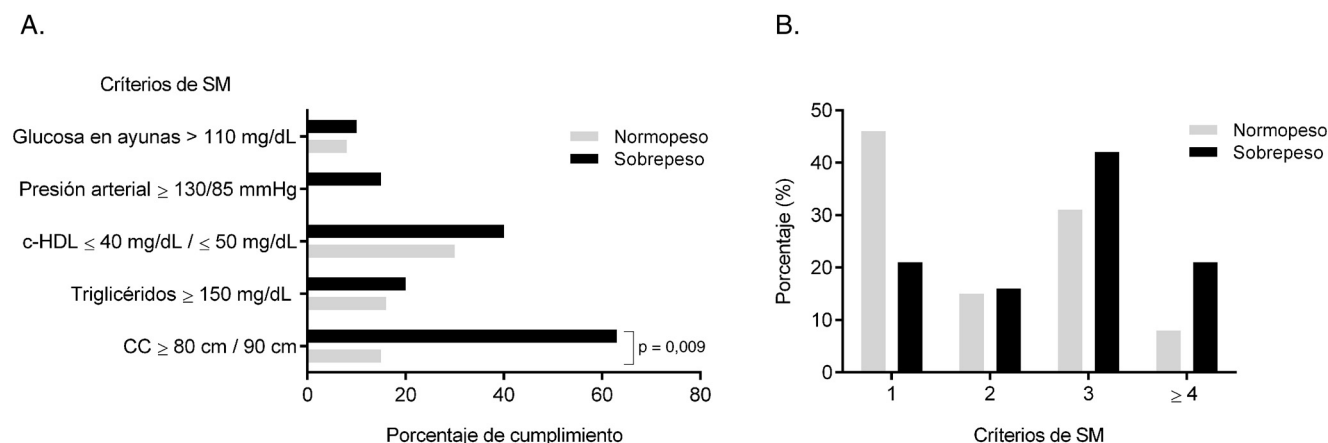 A.
Críterios de SM
Glucosa en ayunas > 110 mg/dL
Presión arterial ≥ 130/85 mmHg
c-HDL ≤ 40 mg/dL / ≤ 50 mg/dL
Triglicéridos ≥ 150 mg/dL
CC ≥ 80 cm / 90 cm
Normopeso
Sobrepeso
p = 0,009
0 20 40 60 80
Porcentaje de cumplimiento
B.
Porcentaje (%)
50
40
30
20
10
0
Normopeso
Sobrepeso
1 2 3 ≥ 4
Críterios de SM